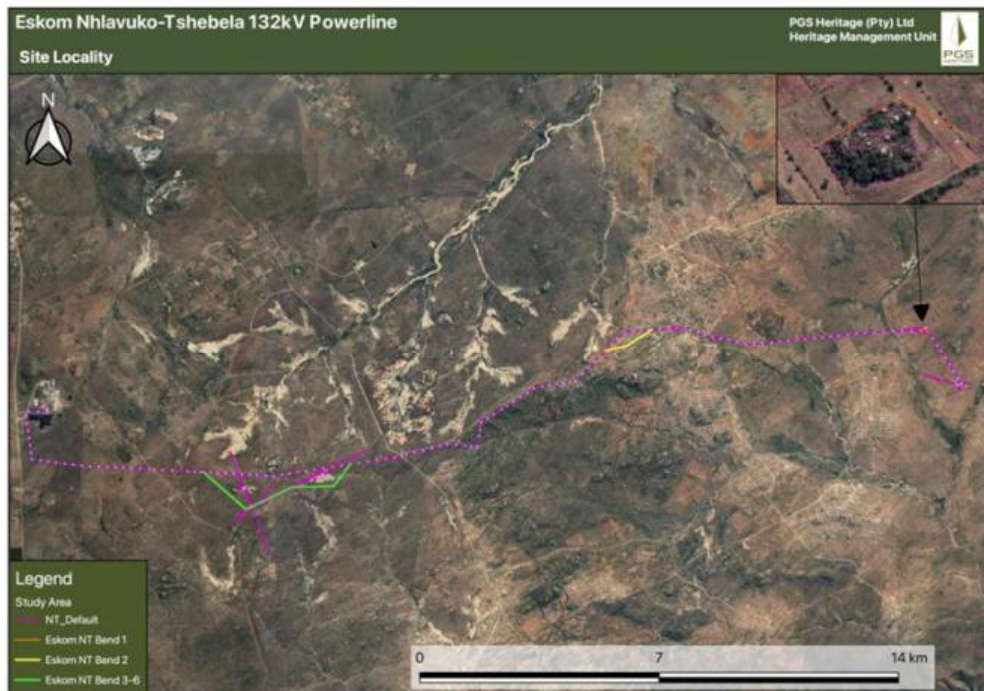 Eskom Nhlavuko-Tshebela 132kV Powerline
Site Locality
PGS Heritage (Pty) Ltd
Heritage Management Unit
PGS
N
Legend
Study Area
NT_Default
Eskom NT Bend 1
Eskom NT Bend 2
Eskom NT Bend 3-6
0 7 14 km